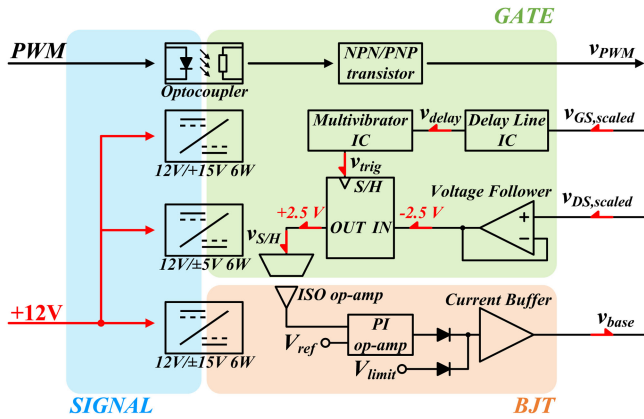 GATE
PWM
NPN/PNP
transistor
v_PWM
Optocoupler
Multivibrator
IC
v_delay
Delay Line
IC
v_GS,scaled
12V/+15V 6W
v_trig
S/H
Voltage Follower
v_DS,scaled
+2.5 V
-2.5 V
v_S/H
OUT IN
+
-
12V/±5V 6W
ISO op-amp
Current Buffer
+12V
PI
op-amp
v_base
V_ref
V_limit
12V/±15V 6W
SIGNAL
BJT